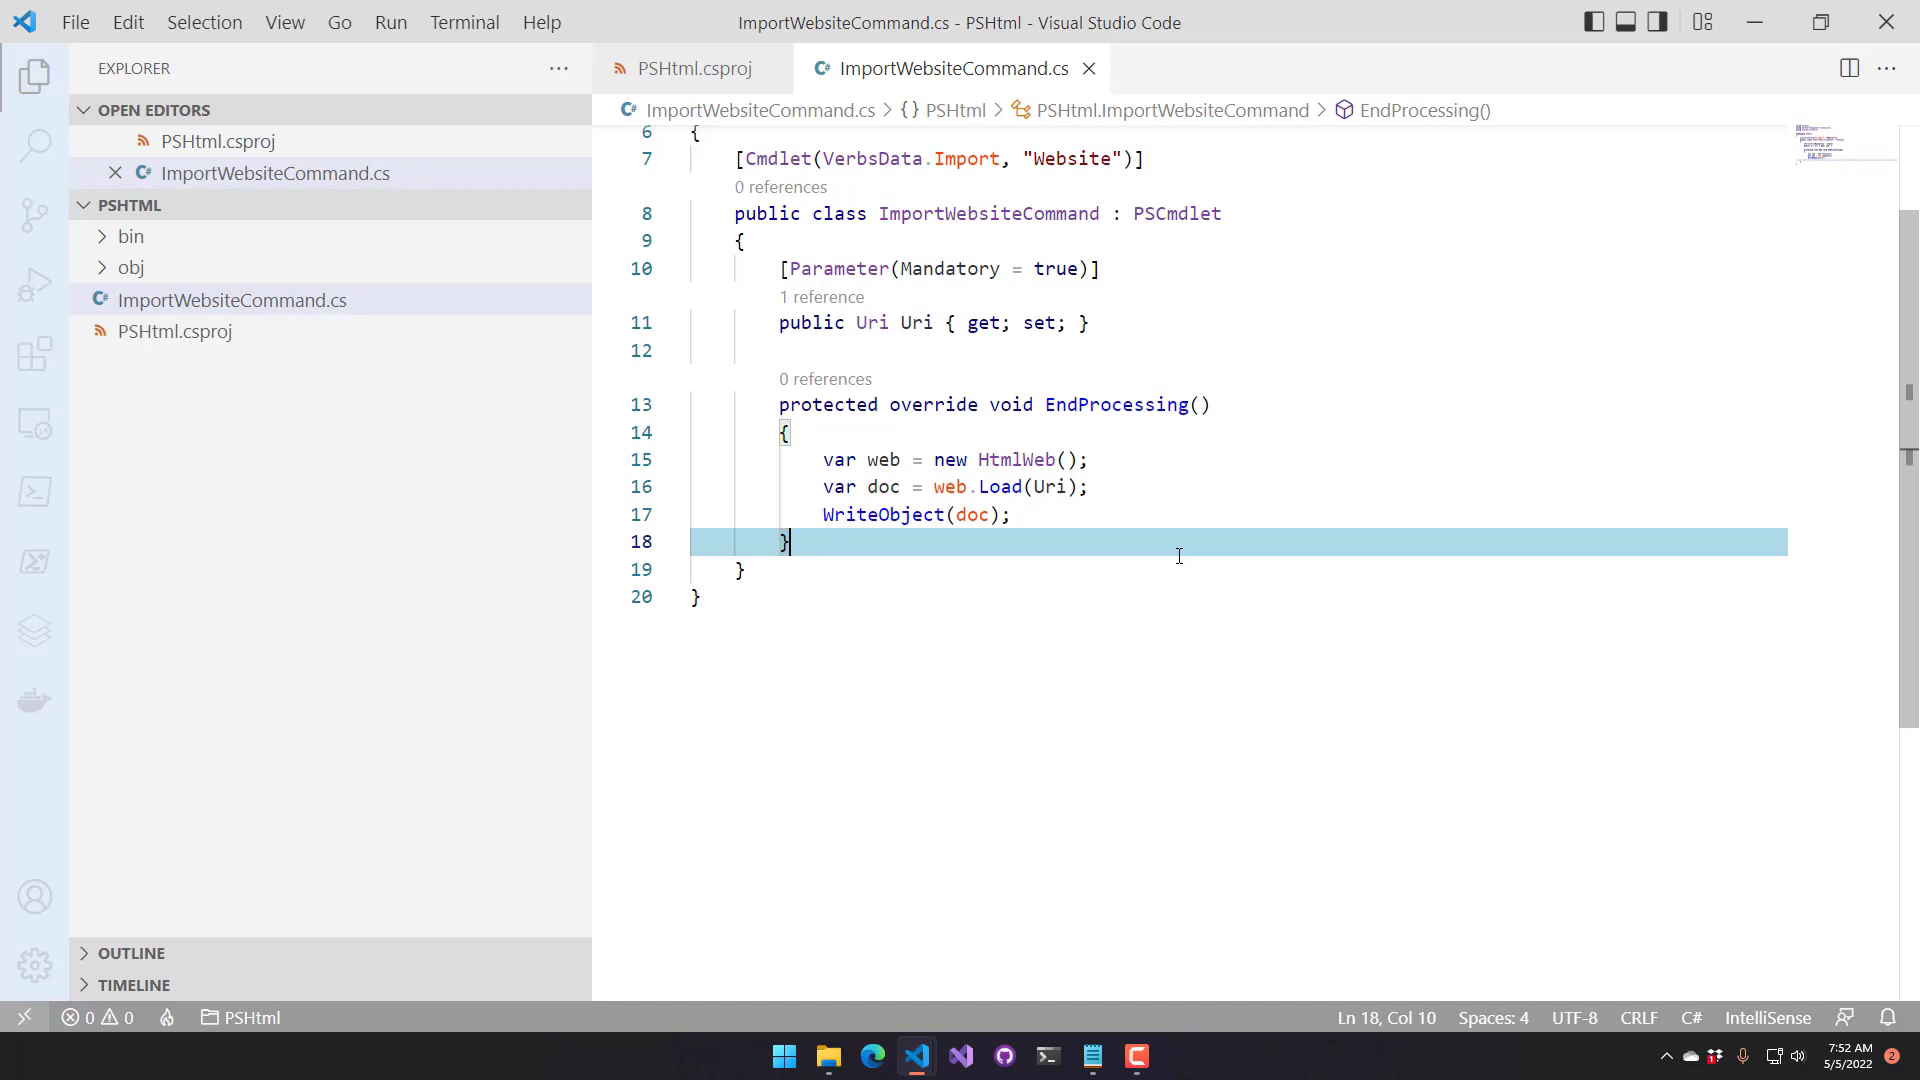 File Edit Selection View Go Run Terminal Help
ImportWebsiteCommand.cs - PSHtml - Visual Studio Code
EXPLORER
OPEN EDITORS
PSHtml.csproj
ImportWebsiteCommand.cs
PSHTML
bin
obj
ImportWebsiteCommand.cs
PSHtml.csproj
OUTLINE
TIMELINE
PSHtml.csproj
ImportWebsiteCommand.cs
ImportWebsiteCommand.cs > {} PSHtml > PSHtml.ImportWebsiteCommand > EndProcessing()
6 {
7 [Cmdlet(VerbsData.Import, "Website")]
0 references
8 public class ImportWebsiteCommand : PSCmdlet
9 {
10 [Parameter(Mandatory = true)]
1 reference
11 public Uri Uri { get; set; }
12
0 references
13 protected override void EndProcessing()
14 {
15 var web = new HtmlWeb();
16 var doc = web.Load(Uri);
17 WriteObject(doc);
18 }
19 }
20 }
0 0 PSHtml
Ln 18, Col 10 Spaces: 4 UTF-8 CRLF C# IntelliSense
7:52 AM
5/5/2022
2